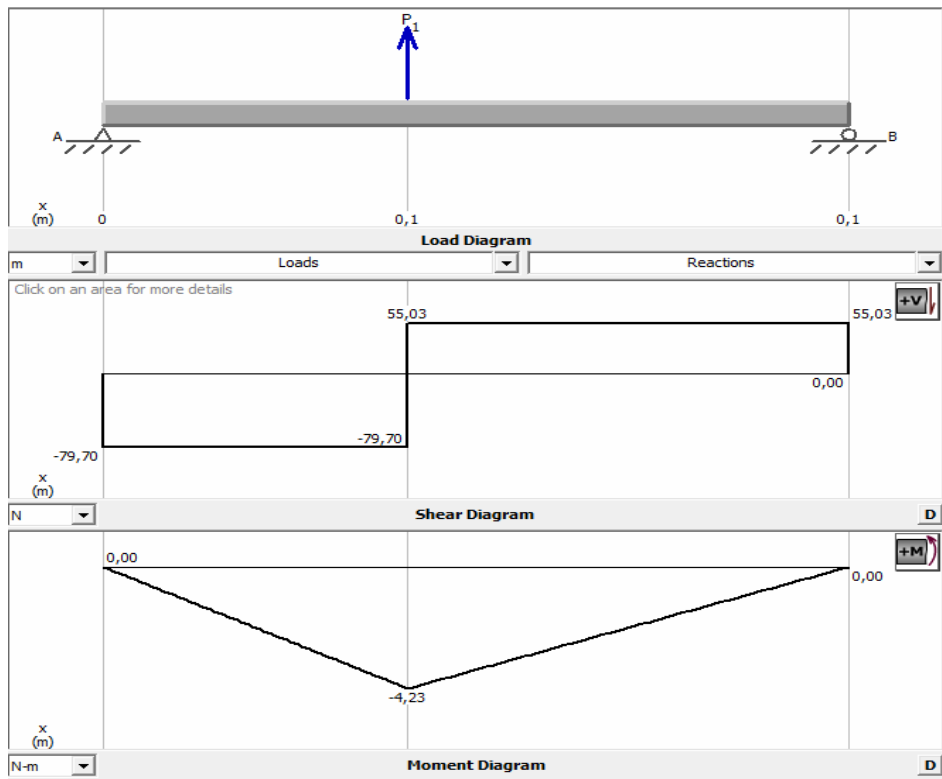 P1
A
B
x
(m)
0
0,1
0,1
Load Diagram
m
Loads
Reactions
Click on an area for more details
+V
55,03
55,03
0,00
-79,70
-79,70
x
(m)
N
Shear Diagram
D
+M
0,00
0,00
-4,23
x
(m)
N-m
Moment Diagram
D